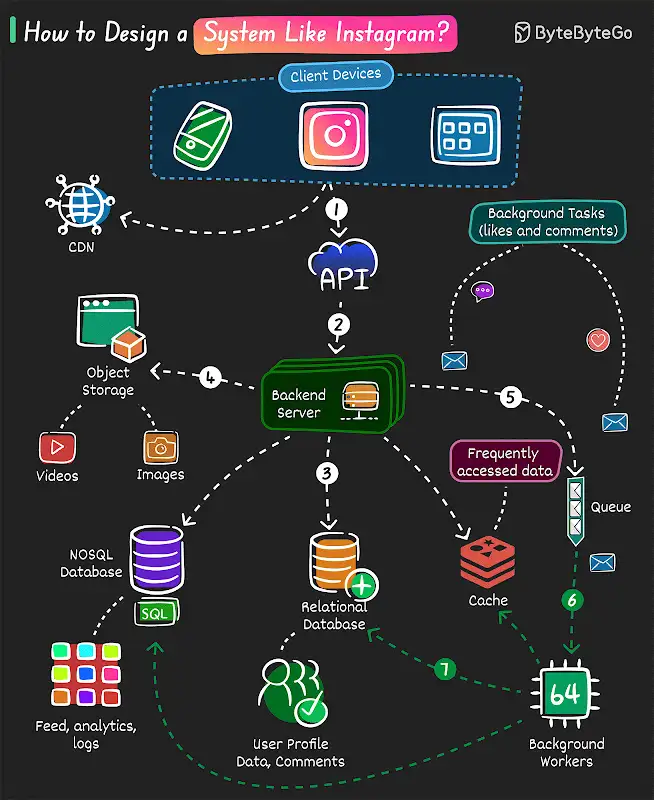 How to Design a System Like Instagram?
ByteByteGo
Client Devices
CDN
1
API
Background Tasks
(likes and comments)
2
Object
Storage
4
Backend
Server
5
Videos
Images
3
Frequently
accessed data
Queue
NOSQL
Database
SQL
Relational
Database
Cache
6
7
64
Feed, analytics,
logs
User Profile
Data, Comments
Background
Workers